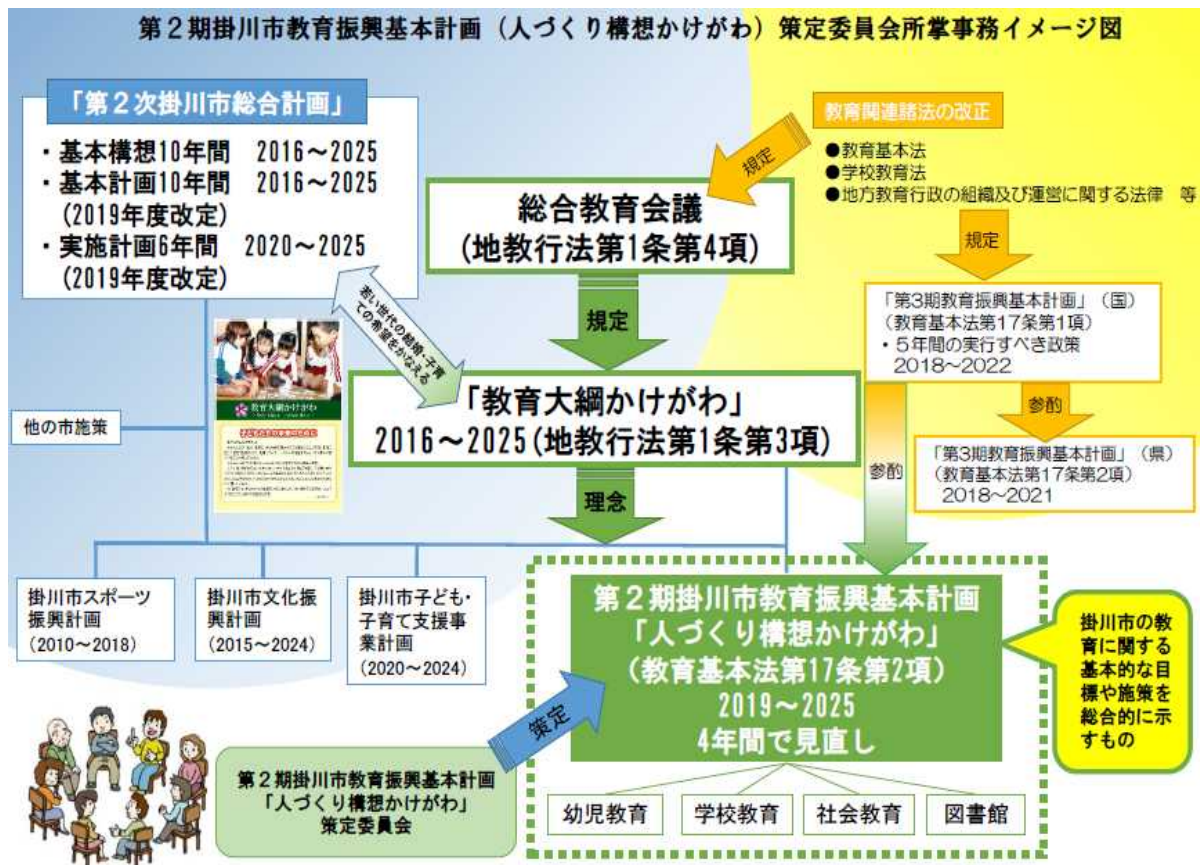 第２期掛川市教育振興基本計画（人づくり構想かけがわ）策定委員会所掌事務イメージ図
「第２次掛川市総合計画」
・基本構想10年間　2016～2025
・基本計画10年間　2016～2025
(2019年度改定)
・実施計画6年間　2020～2025
(2019年度改定)
教育関連諸法の改正
●教育基本法
●学校教育法
●地方教育行政の組織及び運営に関する法律　等
規定
総合教育会議
(地教行法第1条第4項)
規定
規定
「第3期教育振興基本計画」（国）
（教育基本法第17条第1項）
・５年間の実行すべき政策
2018～2022
若い世代の結婚・子育
ての希望をかなえる
教育大綱かけがわ
「教育大綱かけがわ」
2016～2025(地教行法第1条第3項)
参酌
参酌
「第3期教育振興基本計画」（県）
（教育基本法第17条第2項）
2018～2021
他の市施策
理念
掛川市スポーツ
振興計画
（2010～2018）
掛川市文化振
興計画
（2015～2024）
掛川市子ども・
子育て支援事
業計画
（2020～2024）
第２期掛川市教育振興基本計画
「人づくり構想かけがわ」
(教育基本法第17条第2項)
2019～2025
4年間で見直し
掛川市の教
育に関する
基本的な目
標や施策を
総合的に示
すもの
策定
第２期掛川市教育振興基本計画
「人づくり構想かけがわ」
策定委員会
幼児教育
学校教育
社会教育
図書館